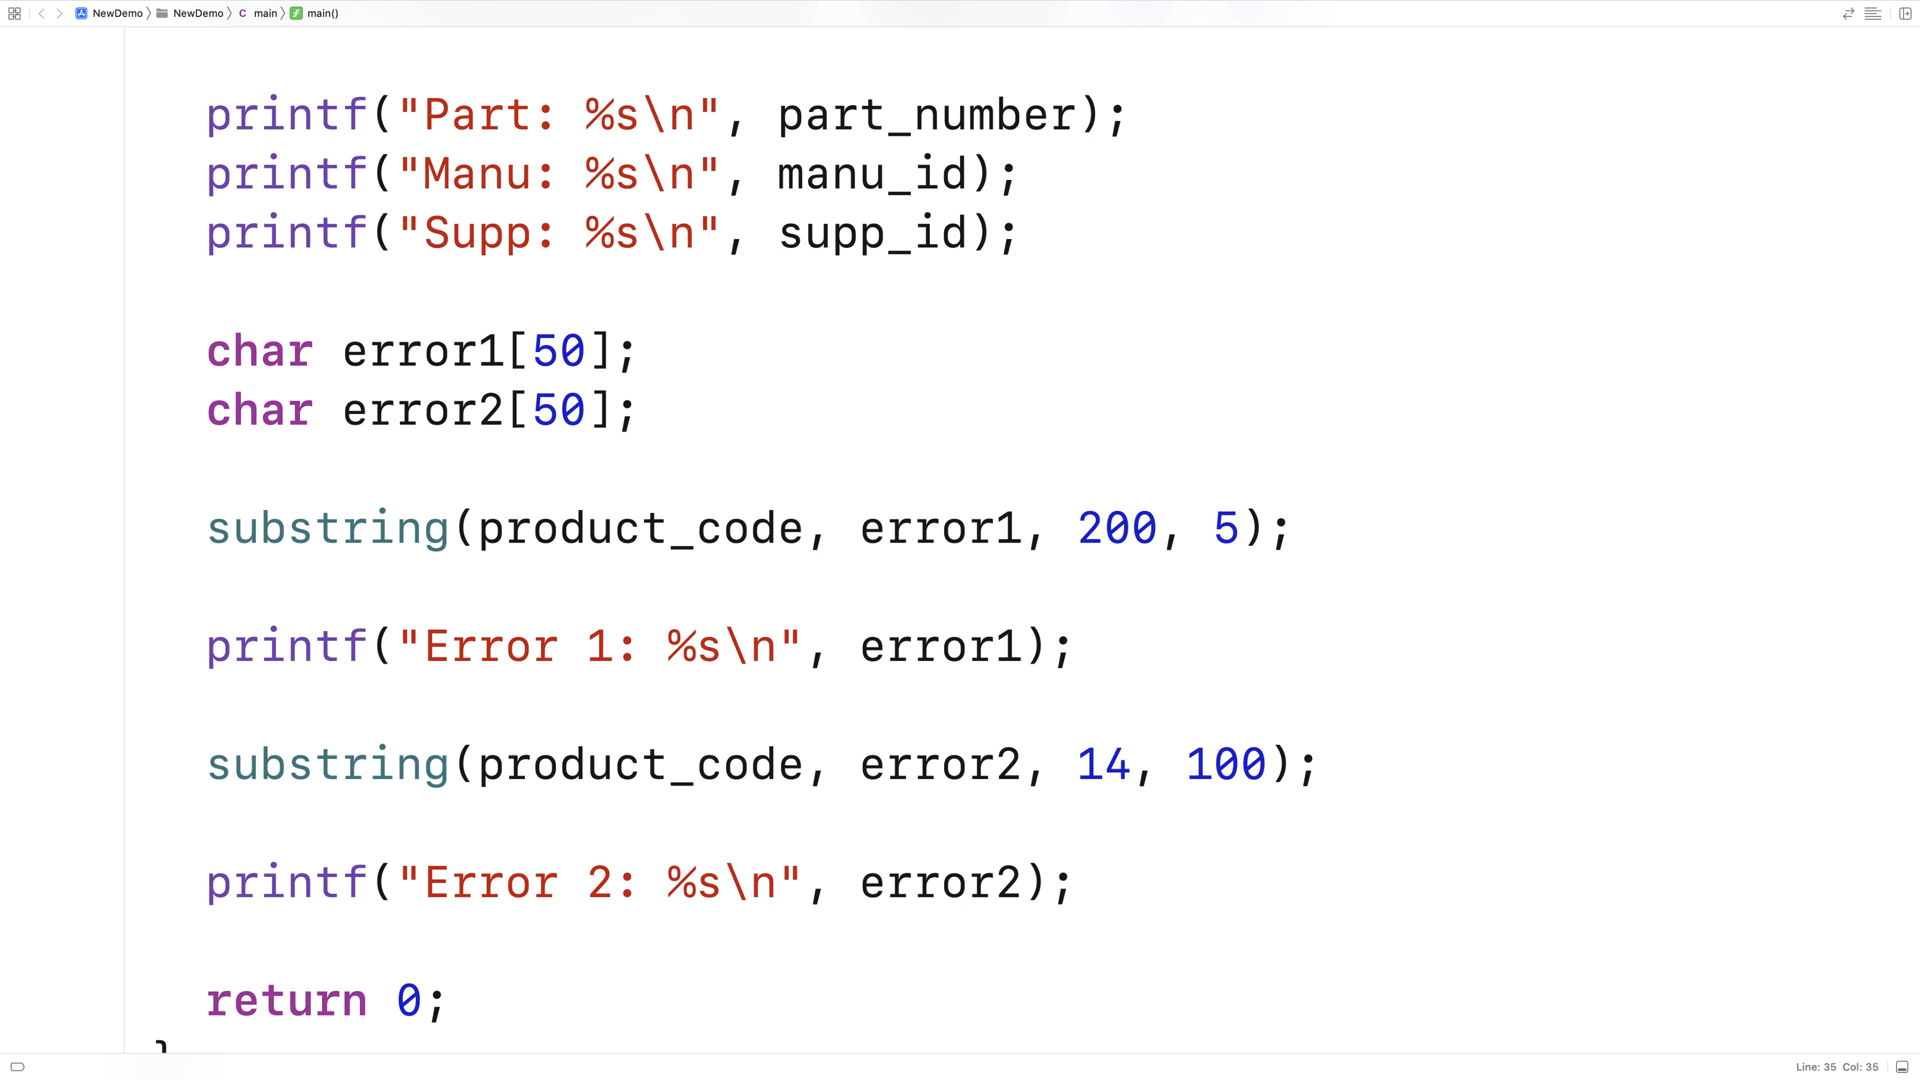 NewDemo 〉 NewDemo 〉 C main 〉 f main()
printf("Part: %s\n", part_number);
printf("Manu: %s\n", manu_id);
printf("Supp: %s\n", supp_id);
char error1[50];
char error2[50];
substring(product_code, error1, 200, 5);
printf("Error 1: %s\n", error1);
substring(product_code, error2, 14, 100);
printf("Error 2: %s\n", error2);
return 0;
}
Line: 35 Col: 35